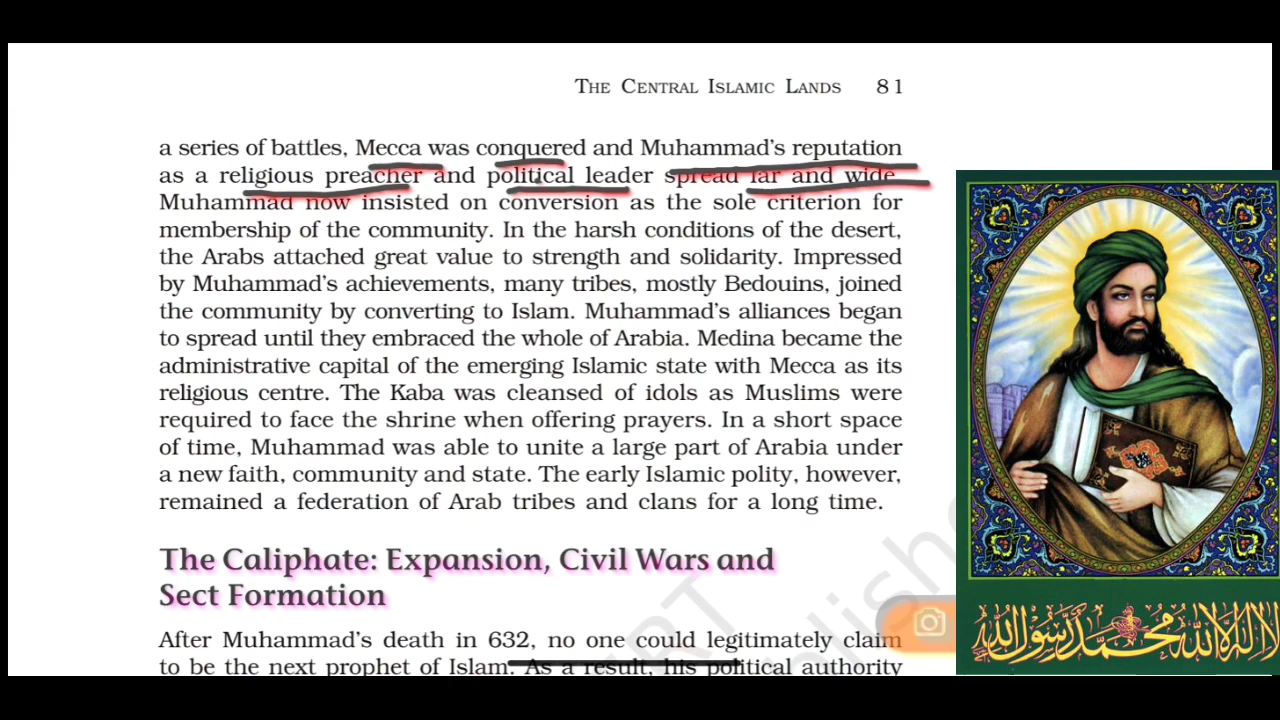 THE CENTRAL ISLAMIC LANDS 81
a series of battles, Mecca was conquered and Muhammad's reputation
as a religious preacher and political leader spread far and wide.
Muhammad now insisted on conversion as the sole criterion for
membership of the community. In the harsh conditions of the desert,
the Arabs attached great value to strength and solidarity. Impressed
by Muhammad's achievements, many tribes, mostly Bedouins, joined
the community by converting to Islam. Muhammad's alliances began
to spread until they embraced the whole of Arabia. Medina became the
administrative capital of the emerging Islamic state with Mecca as its
religious centre. The Kaba was cleansed of idols as Muslims were
required to face the shrine when offering prayers. In a short space
of time, Muhammad was able to unite a large part of Arabia under
a new faith, community and state. The early Islamic polity, however,
remained a federation of Arab tribes and clans for a long time.
The Caliphate: Expansion, Civil Wars and
Sect Formation
After Muhammad's death in 632, no one could legitimately claim
to be the next prophet of Islam. As a result, his political authority
لا اله الا الله محمد رسول الله